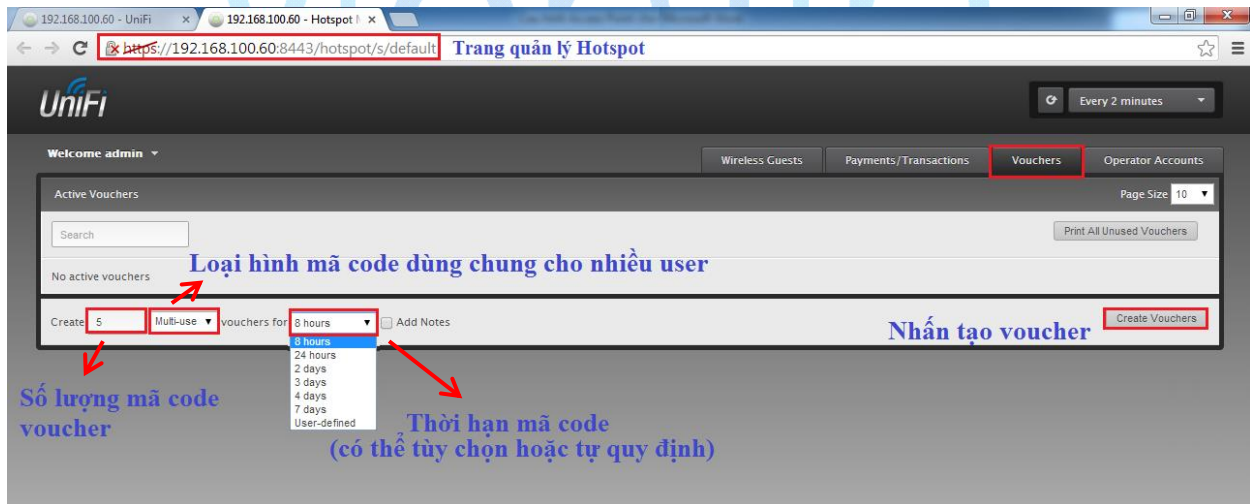 192.168.100.60 - UniFi × 192.168.100.60 - Hotspot M ×
https://192.168.100.60:8443/hotspot/s/default Trang quản lý Hotspot
UniFi
Every 2 minutes
Welcome admin
Wireless Guests Payments/Transactions Vouchers Operator Accounts
Active Vouchers Page Size 10
Search Print All Unused Vouchers
Loại hình mã code dùng chung cho nhiều user
No active vouchers
Create 5 Multi-use vouchers for 8 hours Add Notes Create Vouchers
Nhấn tạo voucher
8 hours
24 hours
2 days
3 days
4 days
7 days
User-defined
Số lượng mã code
voucher
Thời hạn mã code
(có thể tùy chọn hoặc tự quy định)